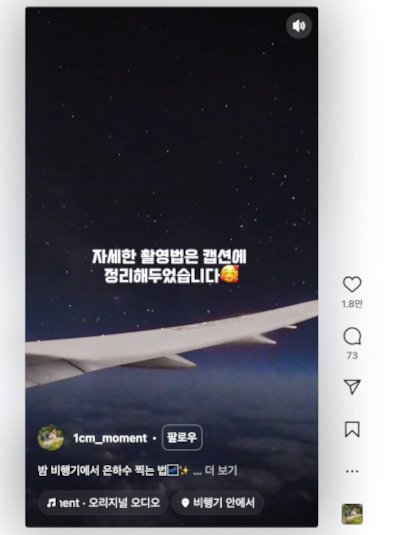 자세한 촬영법은 캡션에
정리해두었습니다🥰
1.8만
73
1cm_moment • 팔로우
밤 비행기에서 은하수 찍는 법🌌✨ ... 더 보기
nent · 오리지널 오디오
비행기 안에서